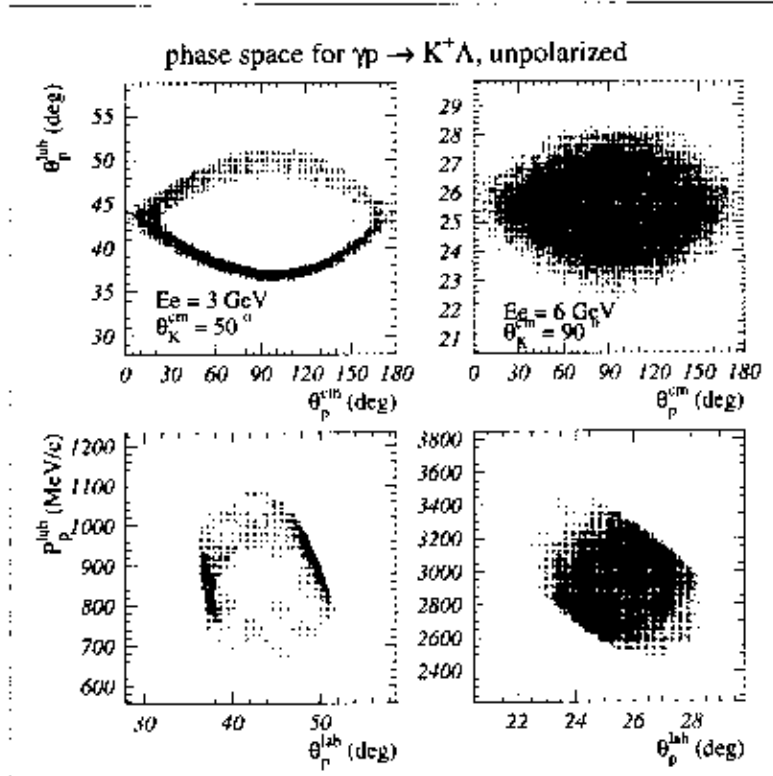 phase space for γp → K⁺Λ, unpolarized
θ_p^lab (deg)
55
50
45
40
35
30
Ee = 3 GeV
θ_K^cm = 50°
0 30 60 90 120 150 180
θ_p^cm (deg)
29
28
27
26
25
24
23
22
21
Ee = 6 GeV
θ_K^cm = 90°
0 30 60 90 120 150 180
θ_p^cm (deg)
P_p^lab (MeV/c)
1200
1100
1000
900
800
700
600
30 40 50
θ_p^lab (deg)
3800
3600
3400
3200
3000
2800
2600
2400
22 24 26 28
θ_p^lab (deg)